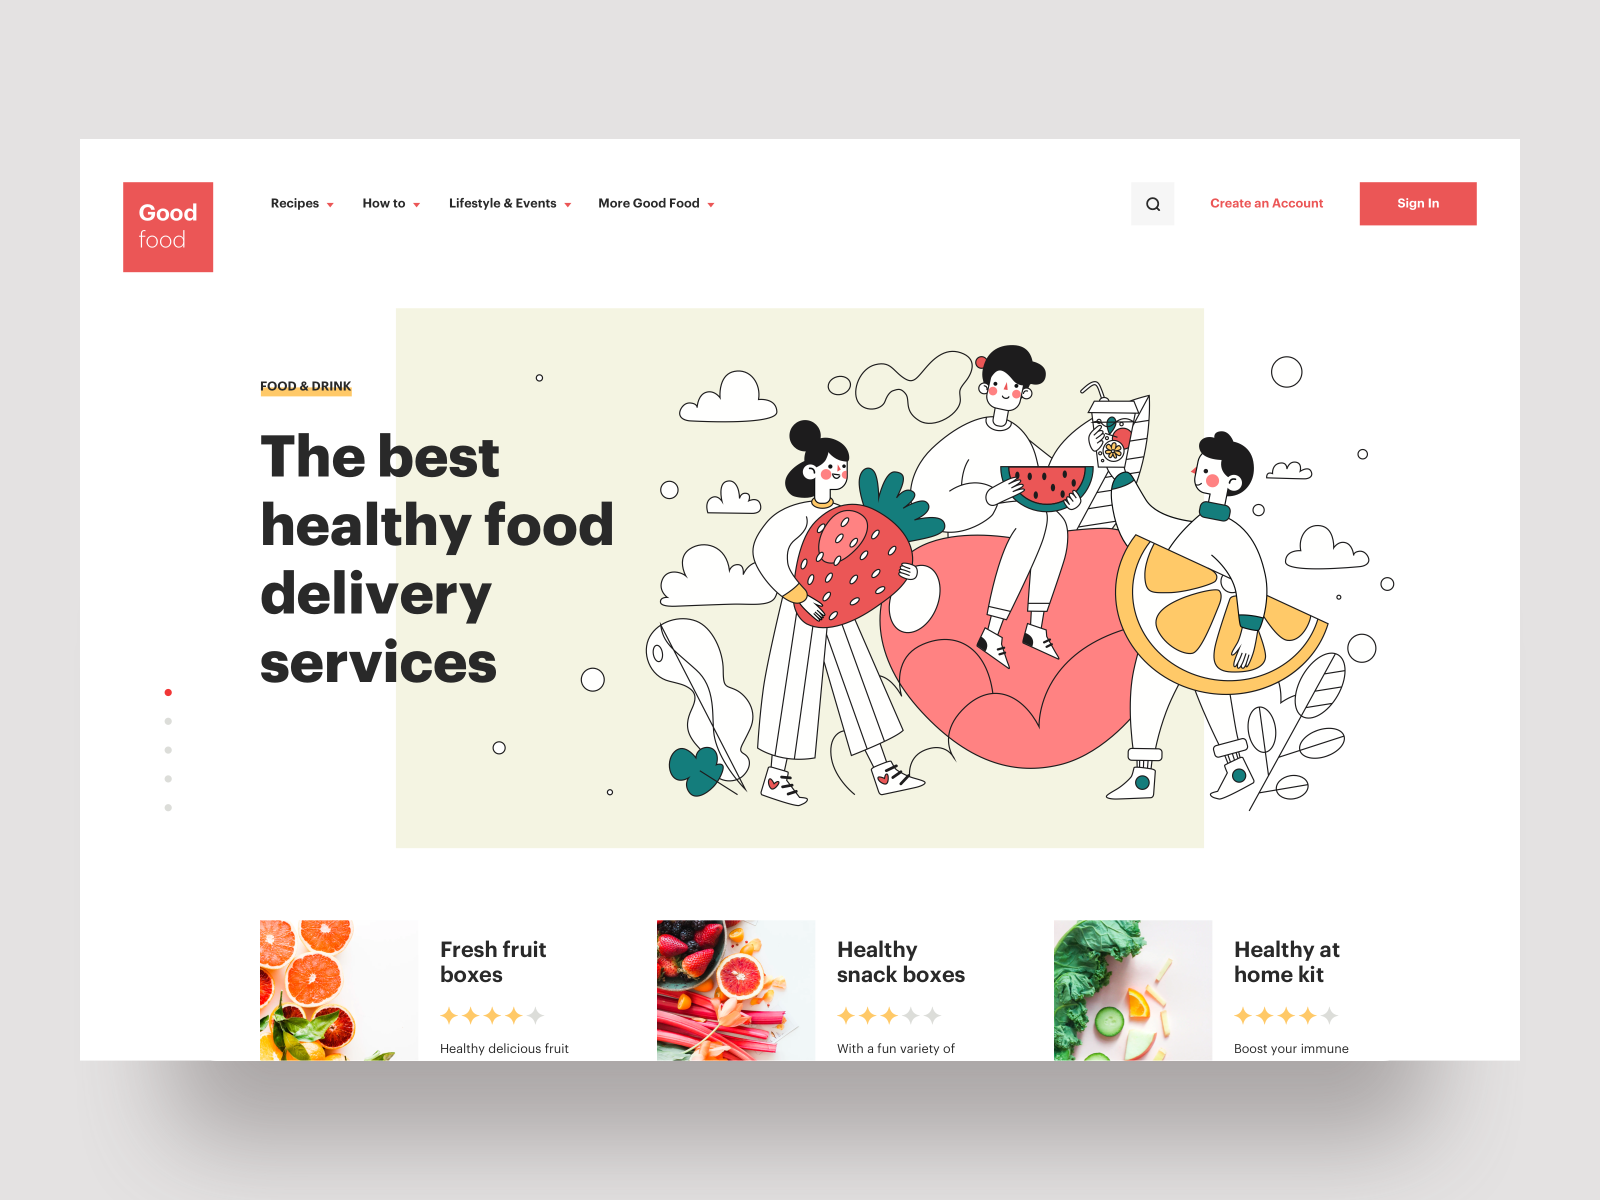 Good
food
Recipes
How to
Lifestyle & Events
More Good Food
Create an Account
Sign In
FOOD & DRINK
The best
healthy food
delivery
services
Fresh fruit
boxes
Healthy delicious fruit
Healthy
snack boxes
With a fun variety of
Healthy at
home kit
Boost your immune